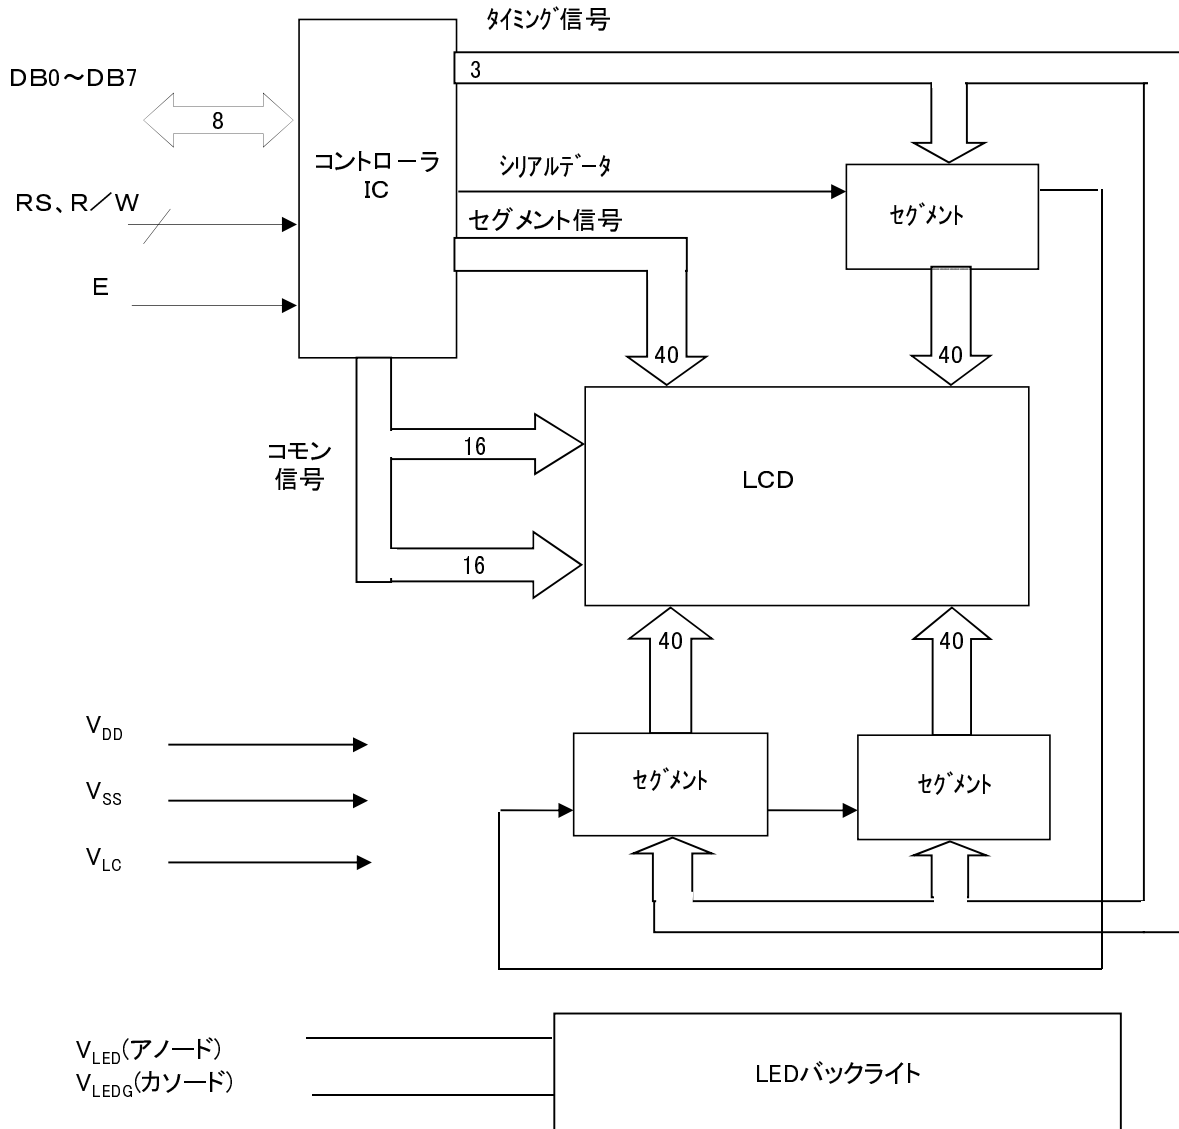 タイミング信号
3
DB0～DB7
8
コントローラ
IC
シリアルデータ
RS、R／W
セグメント信号
セグメント
E
40
40
16
コモン
信号
LCD
16
40
40
VDD
セグメント
セグメント
VSS
VLC
VLED(アノード)
VLEDG(カソード)
LEDバックライト